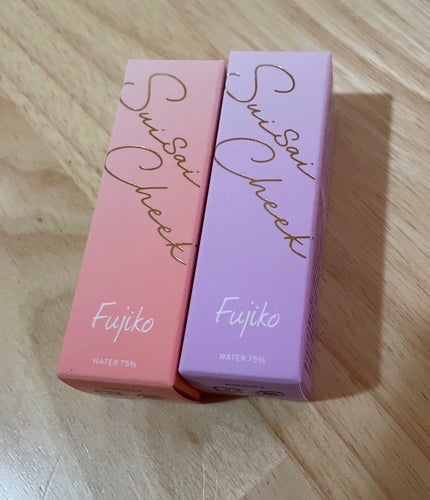 Suisai
Cheek
Fujiko
WATER 75%
Suisai
Cheek
Fujiko
WATER 75%